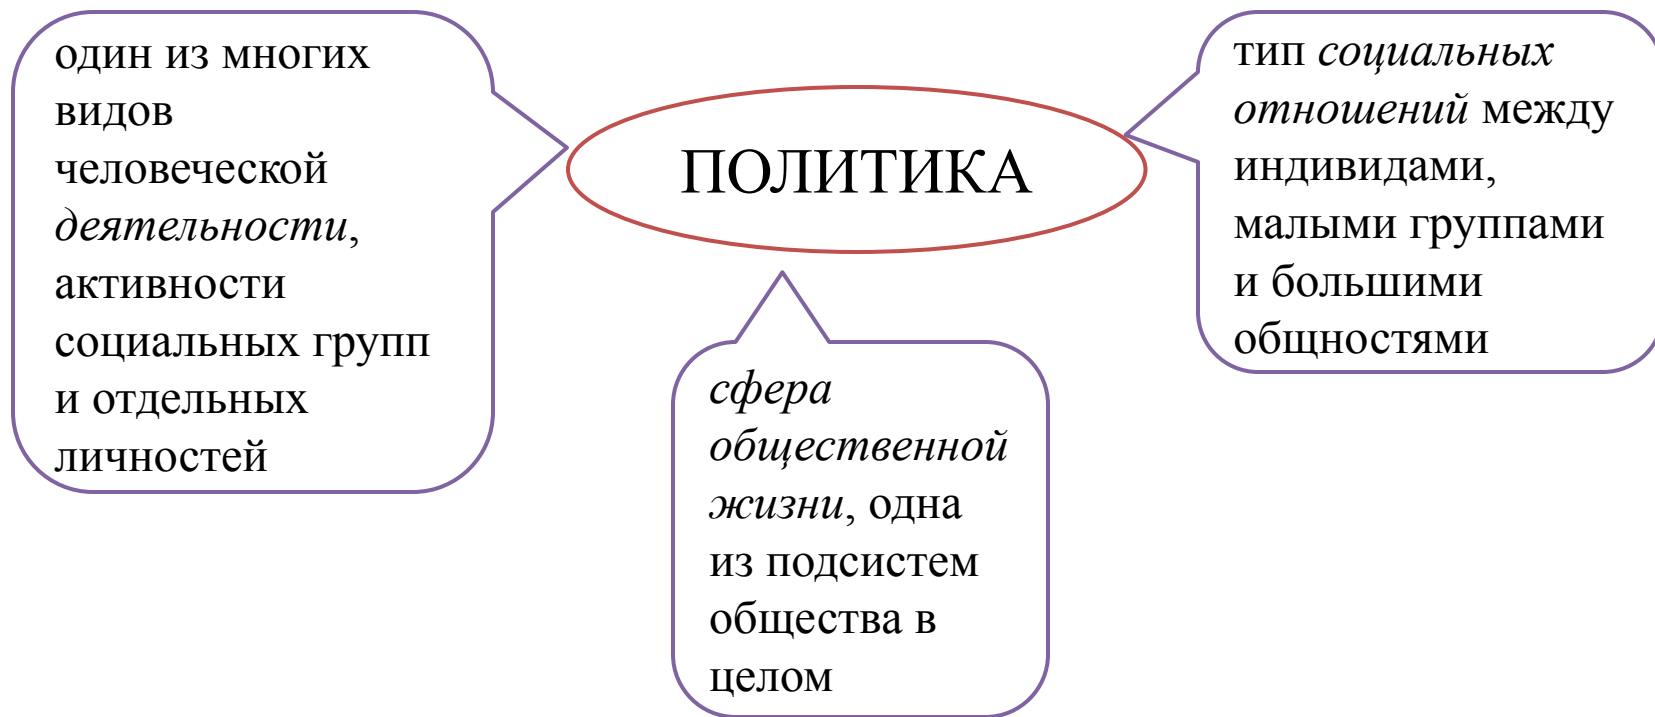 один из многих
видов
человеческой
деятельности,
активности
социальных групп
и отдельных
личностей
ПОЛИТИКА
тип социальных
отношений между
индивидами,
малыми группами
и большими
общностями
сфера
общественной
жизни, одна
из подсистем
общества в
целом